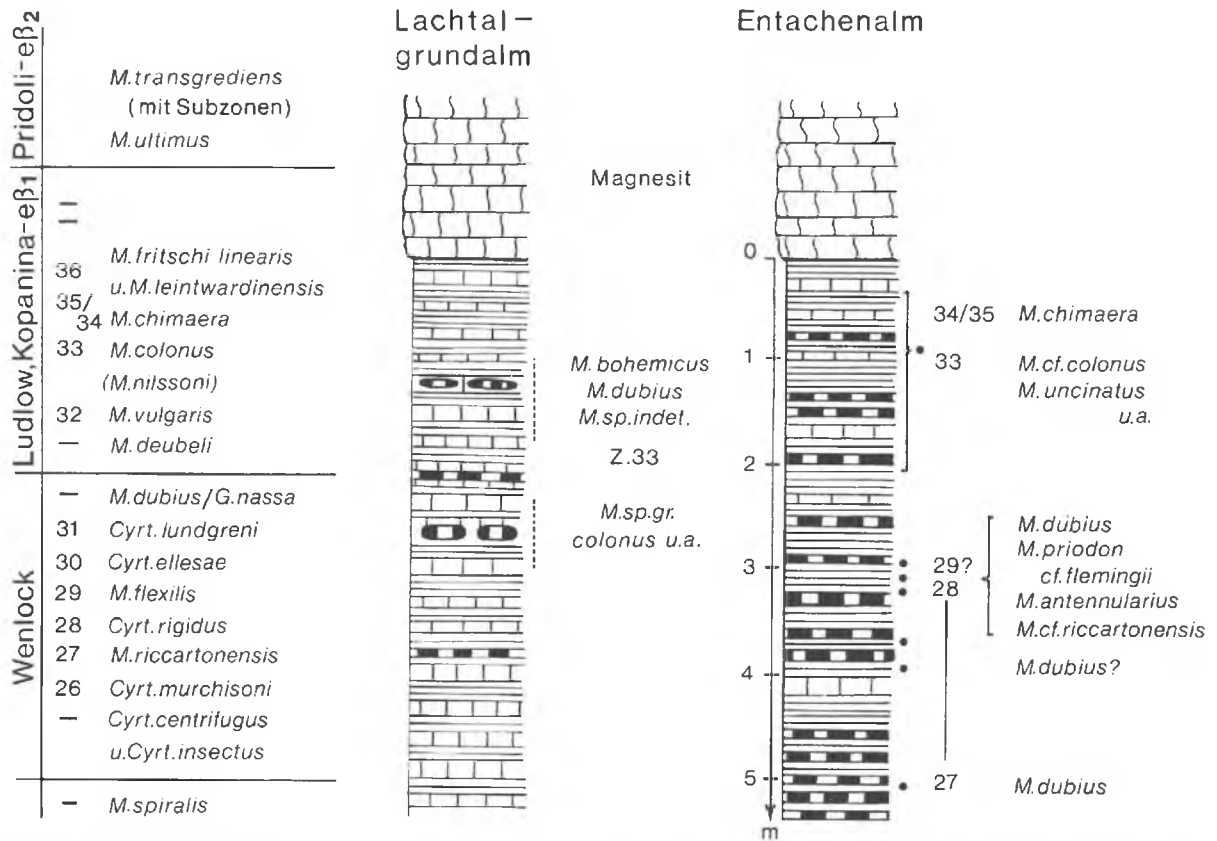 Lachtal-
grundalm
Entachenalm
Pridoli-eβ2
M.transgrediens
(mit Subzonen)
M.ultimus
Ludlow,Kopanina-eβ1
36 M.fritschi linearis
u.M.leintwardinensis
35/
34 M.chimaera
33 M.colonus
(M.nilssoni)
32 M.vulgaris
– M.deubeli
Wenlock
– M.dubius/G.nassa
31 Cyrt.lundgreni
30 Cyrt.ellesae
29 M.flexilis
28 Cyrt.rigidus
27 M.riccartonensis
26 Cyrt.murchisoni
– Cyrt.centrifugus
u.Cyrt.insectus
– M.spiralis
Magnesit
M.bohemicus
M.dubius
M.sp.indet.
Z.33
M.sp.gr.
colonus u.a.
0
1
2
3
4
5
m
34/35 M.chimaera
33 M.cf.colonus
M.uncinatus
u.a.
M.dubius
M.priodon
29? cf.flemingii
28 M.antennularius
M.cf.riccartonensis
M.dubius?
27 M.dubius